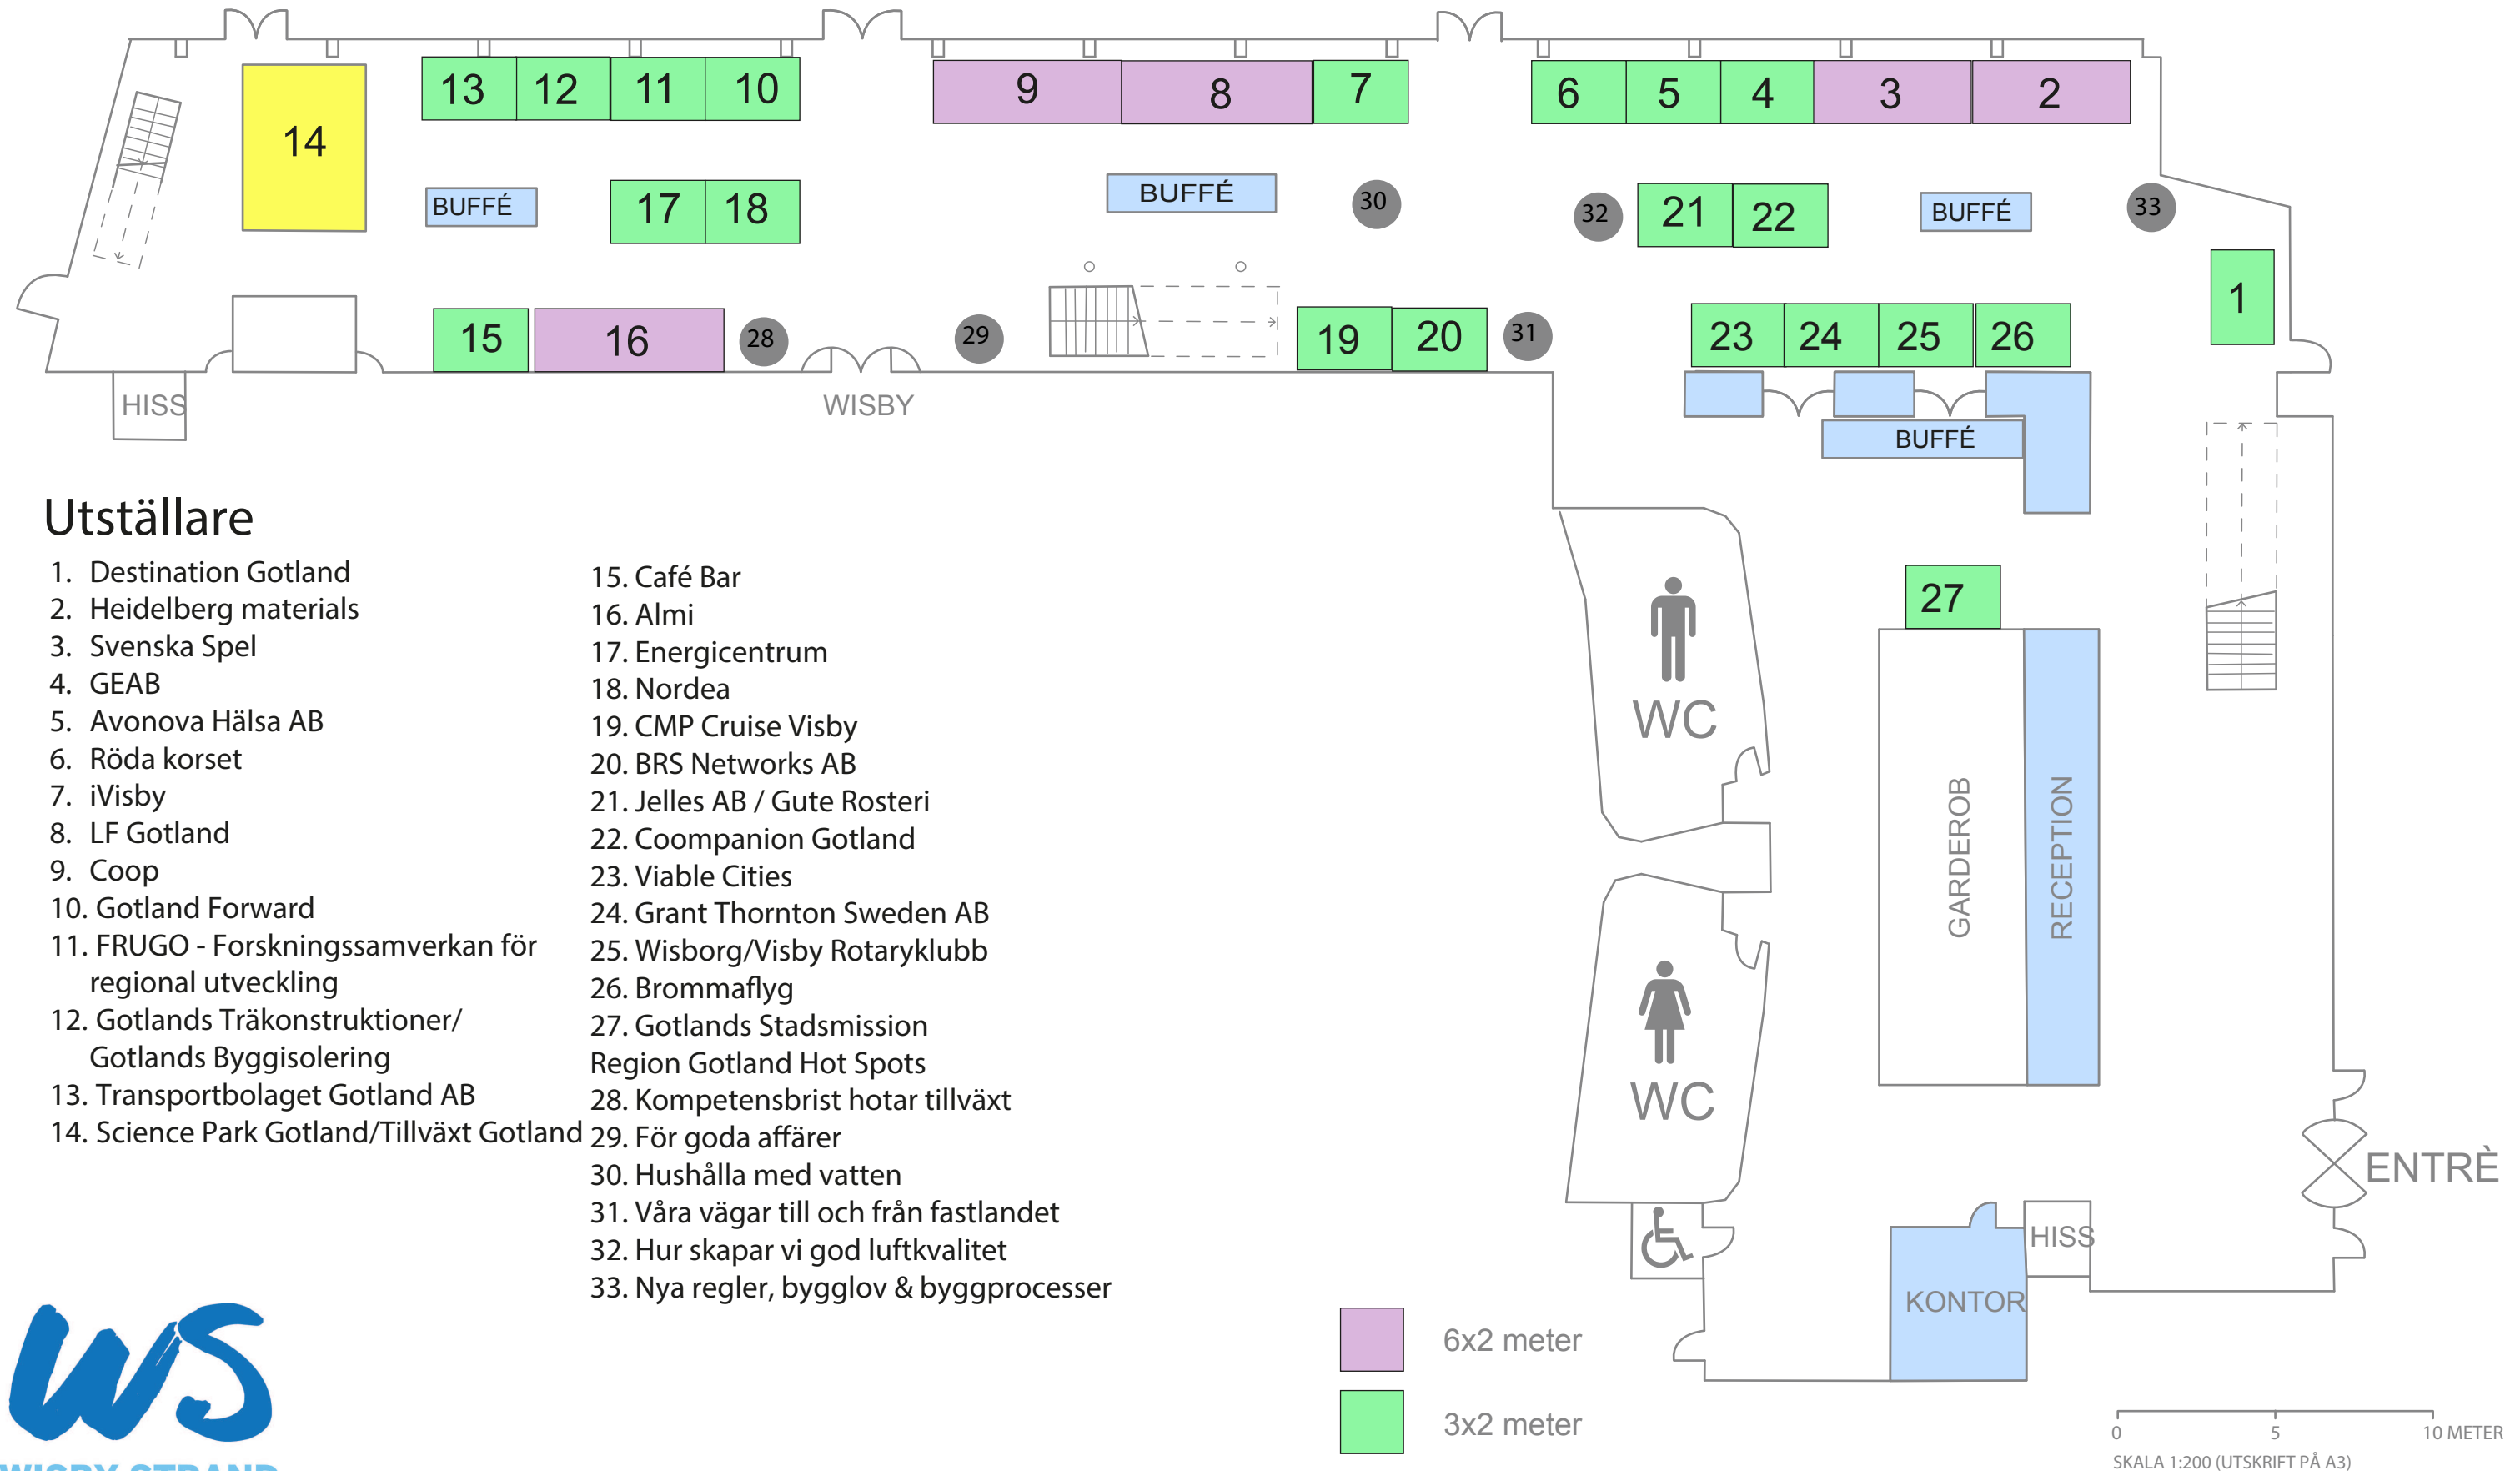 13 12 11 10 9 8 7 6 5 4 3 2
14
BUFFÉ 17 18 BUFFÉ 30 32 21 22 BUFFÉ 33
1
15 16 28 29 19 20 31 23 24 25 26
HISS WISBY
BUFFÉ
Utställare
1. Destination Gotland
2. Heidelberg materials
3. Svenska Spel
4. GEAB
5. Avonova Hälsa AB
6. Röda korset
7. iVisby
8. LF Gotland
9. Coop
10. Gotland Forward
11. FRUGO - Forskningssamverkan för
regional utveckling
12. Gotlands Träkonstruktioner/
Gotlands Byggisolering
13. Transportbolaget Gotland AB
14. Science Park Gotland/Tillväxt Gotland
15. Café Bar
16. Almi
17. Energicentrum
18. Nordea
19. CMP Cruise Visby
20. BRS Networks AB
21. Jelles AB / Gute Rosteri
22. Coompanion Gotland
23. Viable Cities
24. Grant Thornton Sweden AB
25. Wisborg/Visby Rotaryklubb
26. Brommaflyg
27. Gotlands Stadsmission
Region Gotland Hot Spots
28. Kompetensbrist hotar tillväxt
29. För goda affärer
30. Hushålla med vatten
31. Våra vägar till och från fastlandet
32. Hur skapar vi god luftkvalitet
33. Nya regler, bygglov & byggprocesser
27
WC
GARDEROB
RECEPTION
WC
ENTRÈ
HISS
KONTOR
6x2 meter
3x2 meter
0 5 10 METER
SKALA 1:200 (UTSKRIFT PÅ A3)
WS
WISBY STRAND